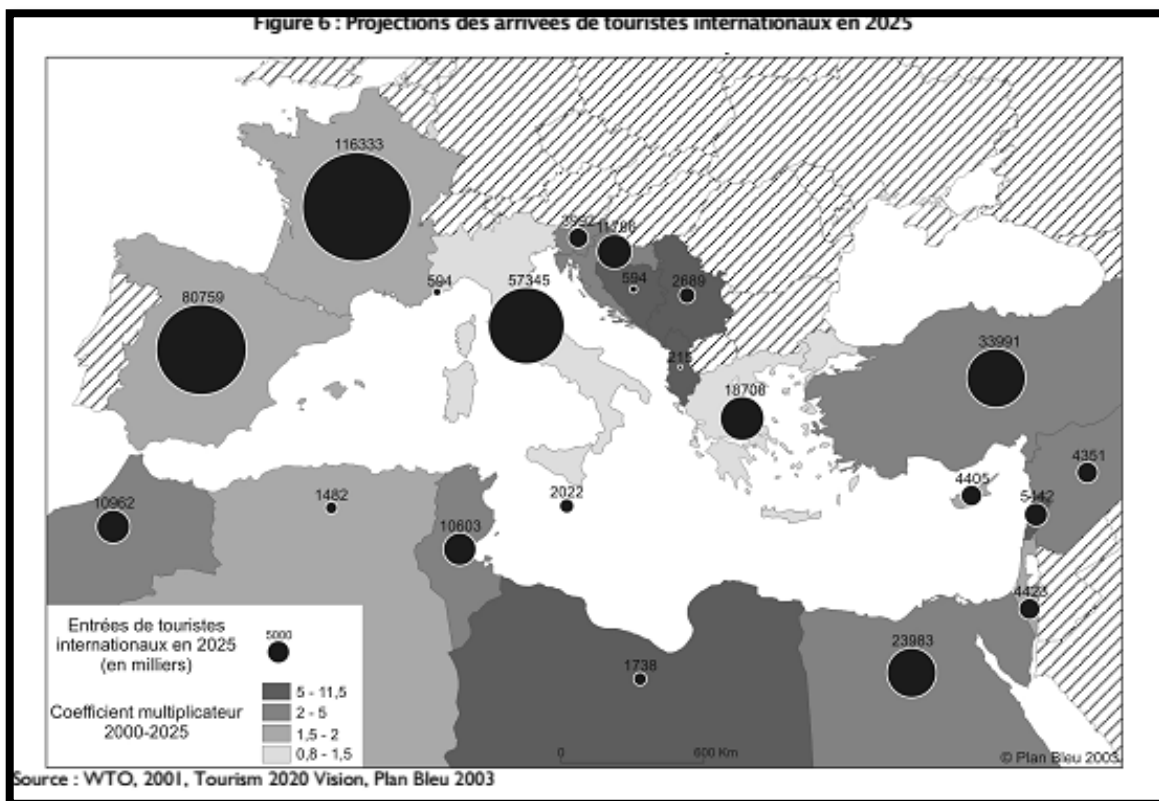 Figure 6 : Projections des arrivées de touristes internationaux en 2025
116333
3992
11786
594
57345
594
2689
80759
215
33991
18708
4351
4405
5442
10962
1482
2022
10603
4423
23983
1738
Entrées de touristes
internationaux en 2025
(en milliers)
5000
Coefficient multiplicateur
2000-2025
5 - 11,5
2 - 5
1,5 - 2
0,8 - 1,5
0
600 Km
© Plan Bleu 2003
Source : WTO, 2001, Tourism 2020 Vision, Plan Bleu 2003